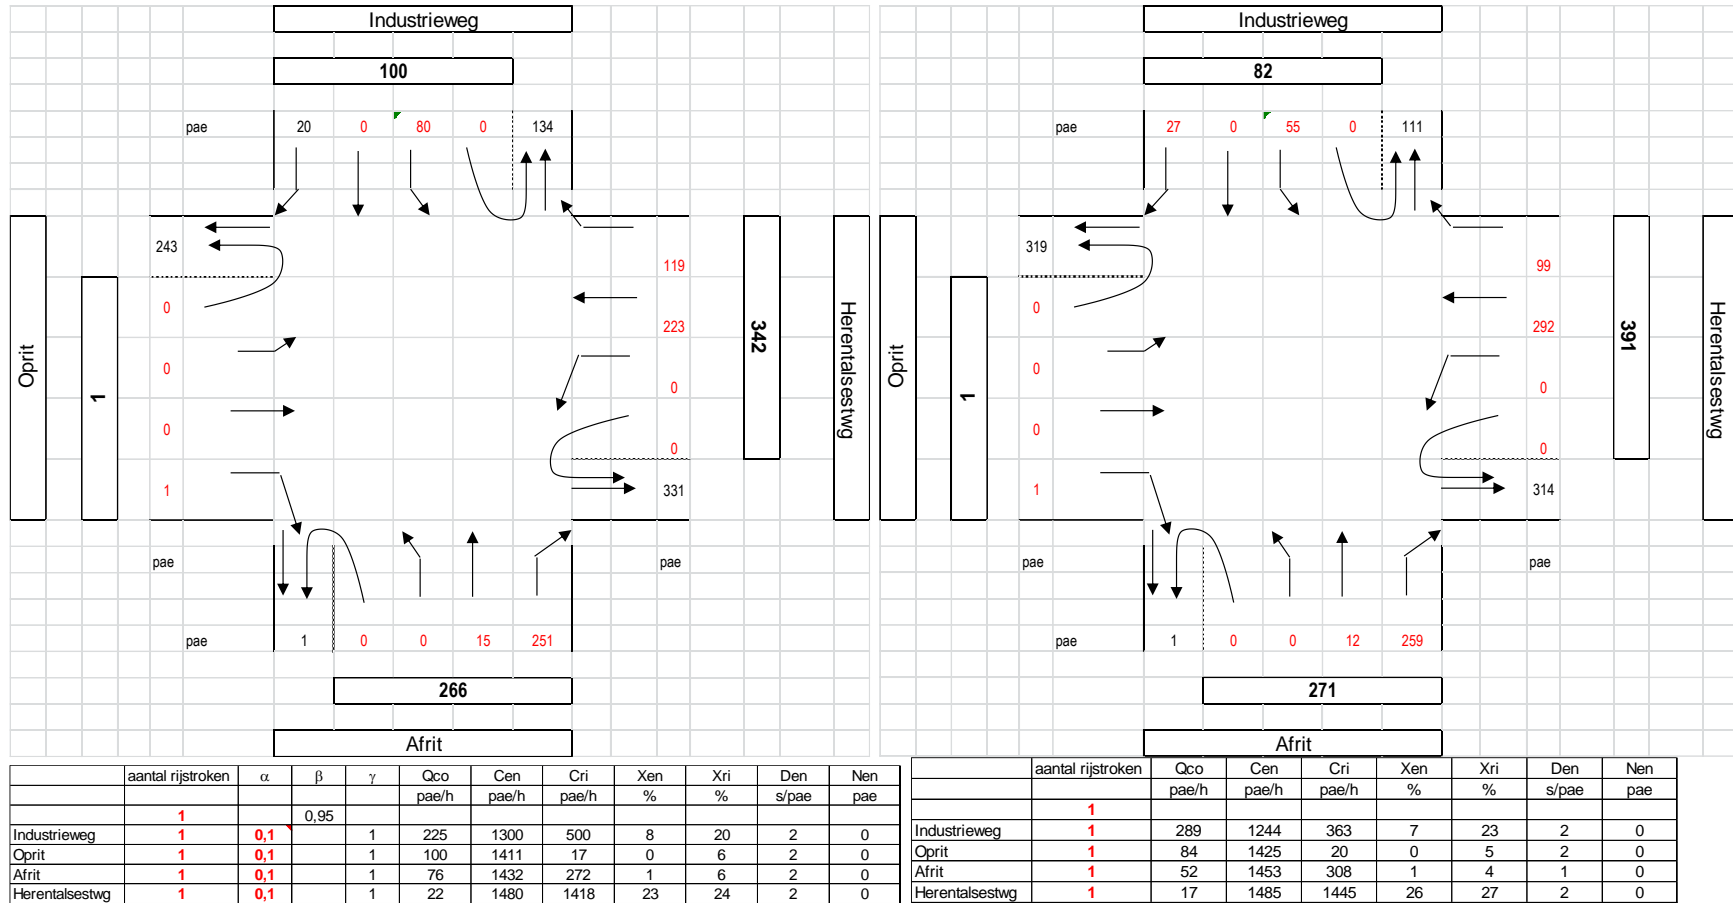 Industrieweg
100
pae 20 0 80 0 134
243
119
0
223
342
0
0
0
0
1
331
Oprit
1
Herentalsestwg
pae pae
pae 1 0 0 15 251
266
Afrit
Industrieweg
82
27 0 55 0 111
319
99
0
292
391
0
0
0
0
1
314
Oprit
1
Herentalsestwg
pae
pae 1 0 0 12 259
271
Afrit
aantal rijstroken α β γ Qco Cen Cri Xen Xri Den Nen
pae/h pae/h pae/h % % s/pae pae
1 0,95
Industrieweg 1 0,1 1 225 1300 500 8 20 2 0
Oprit 1 0,1 1 100 1411 17 0 6 2 0
Afrit 1 0,1 1 76 1432 272 1 6 2 0
Herentalsestwg 1 0,1 1 22 1480 1418 23 24 2 0
aantal rijstroken Qco Cen Cri Xen Xri Den Nen
pae/h pae/h pae/h % % s/pae pae
1
Industrieweg 1 289 1244 363 7 23 2 0
Oprit 1 84 1425 20 0 5 2 0
Afrit 1 52 1453 308 1 4 1 0
Herentalsestwg 1 17 1485 1445 26 27 2 0